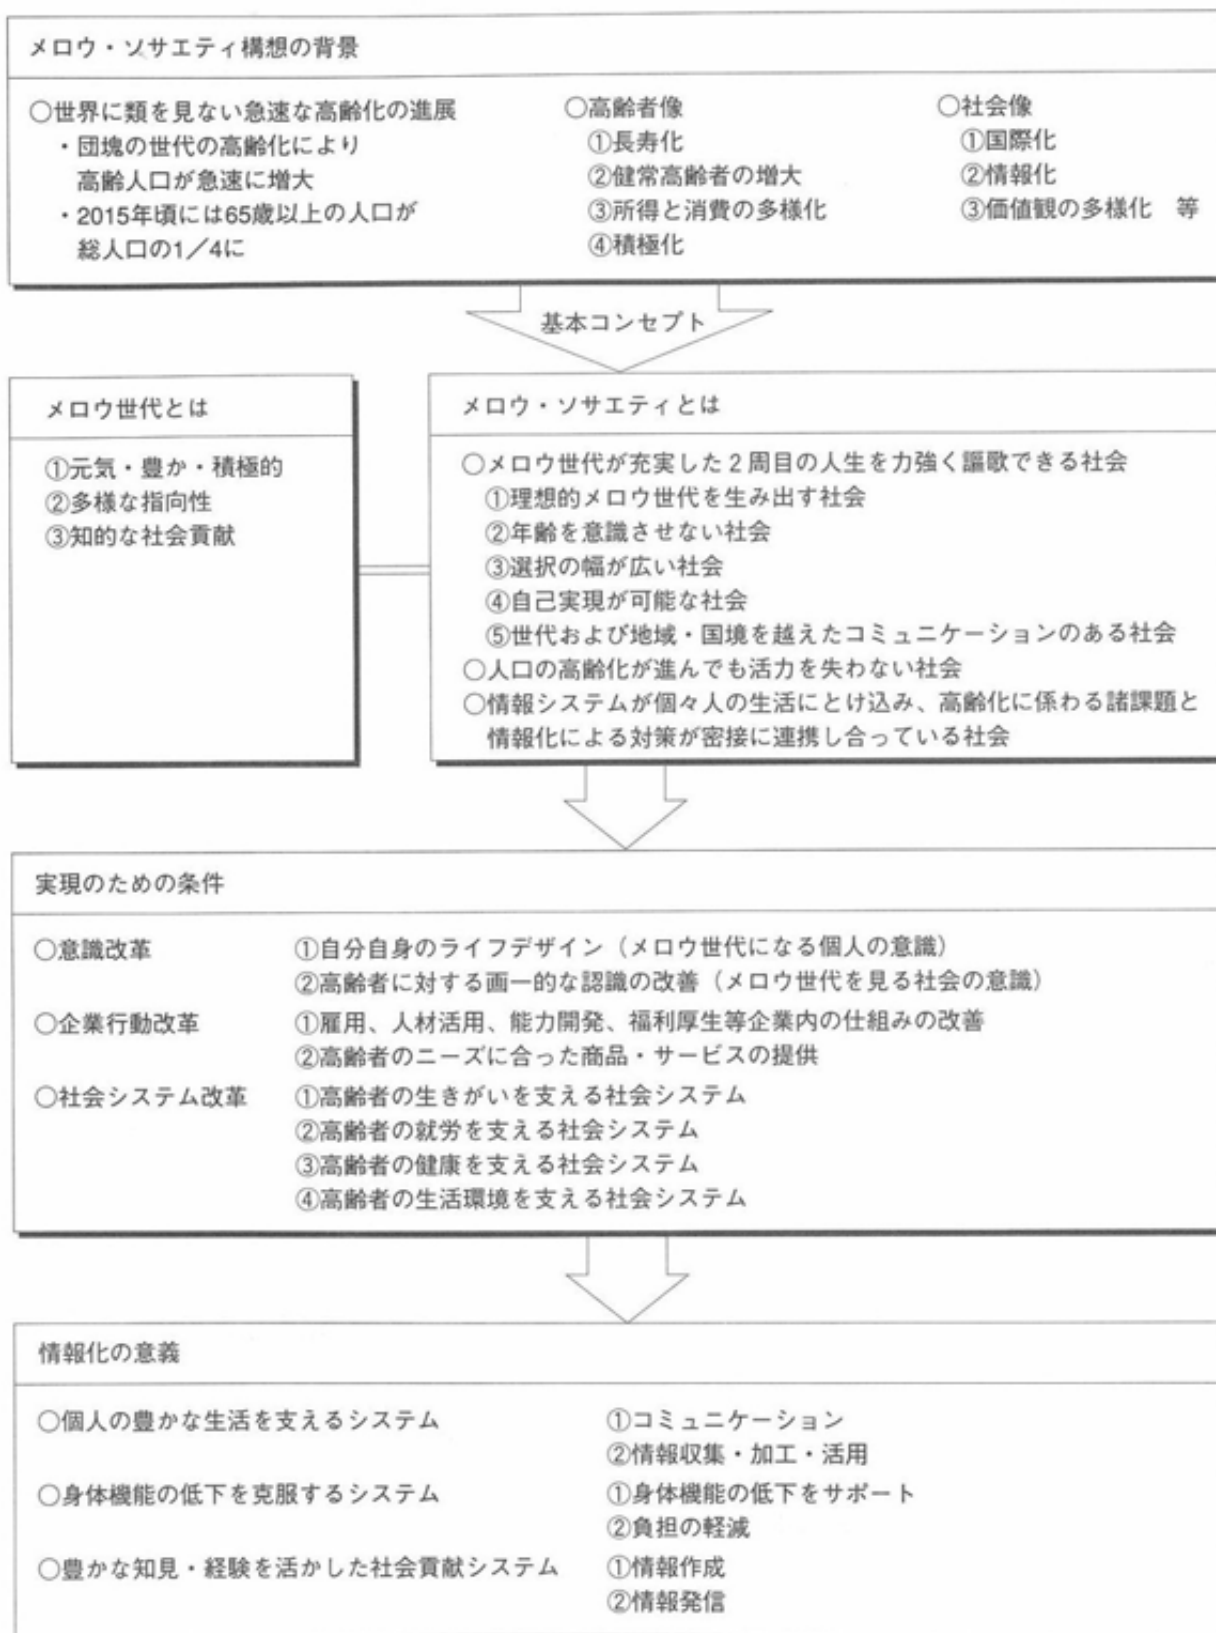 メロウ・ソサエティ構想の背景
○世界に類を見ない急速な高齢化の進展
・団塊の世代の高齢化により
高齢人口が急速に増大
・2015年頃には65歳以上の人口が
総人口の1／4に
○高齢者像
①長寿化
②健常高齢者の増大
③所得と消費の多様化
④積極化
○社会像
①国際化
②情報化
③価値観の多様化　等
基本コンセプト
メロウ世代とは
①元気・豊か・積極的
②多様な指向性
③知的な社会貢献
メロウ・ソサエティとは
○メロウ世代が充実した2周目の人生を力強く謳歌できる社会
①理想的メロウ世代を生み出す社会
②年齢を意識させない社会
③選択の幅が広い社会
④自己実現が可能な社会
⑤世代および地域・国境を越えたコミュニケーションのある社会
○人口の高齢化が進んでも活力を失わない社会
○情報システムが個々人の生活にとけ込み、高齢化に係わる諸課題と
情報化による対策が密接に連携し合っている社会
実現のための条件
○意識改革　①自分自身のライフデザイン（メロウ世代になる個人の意識）
②高齢者に対する画一的な認識の改善（メロウ世代を見る社会の意識）
○企業行動改革　①雇用、人材活用、能力開発、福利厚生等企業内の仕組みの改善
②高齢者のニーズに合った商品・サービスの提供
○社会システム改革　①高齢者の生きがいを支える社会システム
②高齢者の就労を支える社会システム
③高齢者の健康を支える社会システム
④高齢者の生活環境を支える社会システム
情報化の意義
○個人の豊かな生活を支えるシステム　①コミュニケーション
②情報収集・加工・活用
○身体機能の低下を克服するシステム　①身体機能の低下をサポート
②負担の軽減
○豊かな知見・経験を活かした社会貢献システム　①情報作成
②情報発信